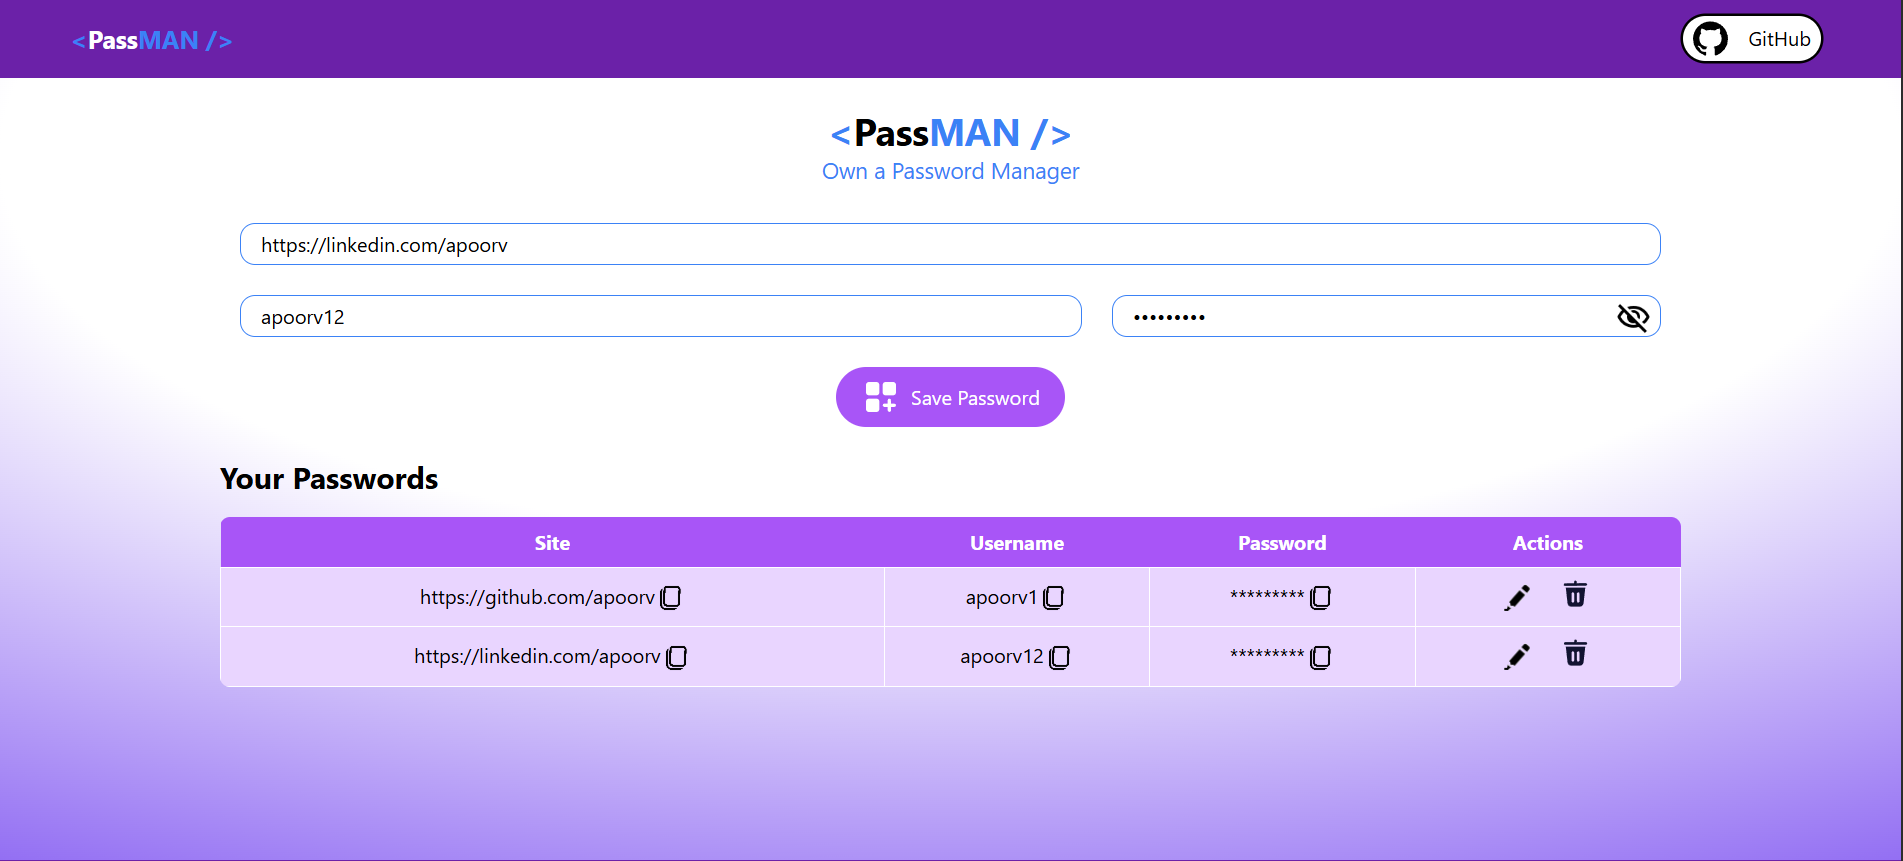 <PassMAN />
GitHub
<PassMAN />
Own a Password Manager
https://linkedin.com/apoorv
apoorv12 •••••••••
Save Password
Your Passwords
Site Username Password Actions
https://github.com/apoorv apoorv1 *********
https://linkedin.com/apoorv apoorv12 *********